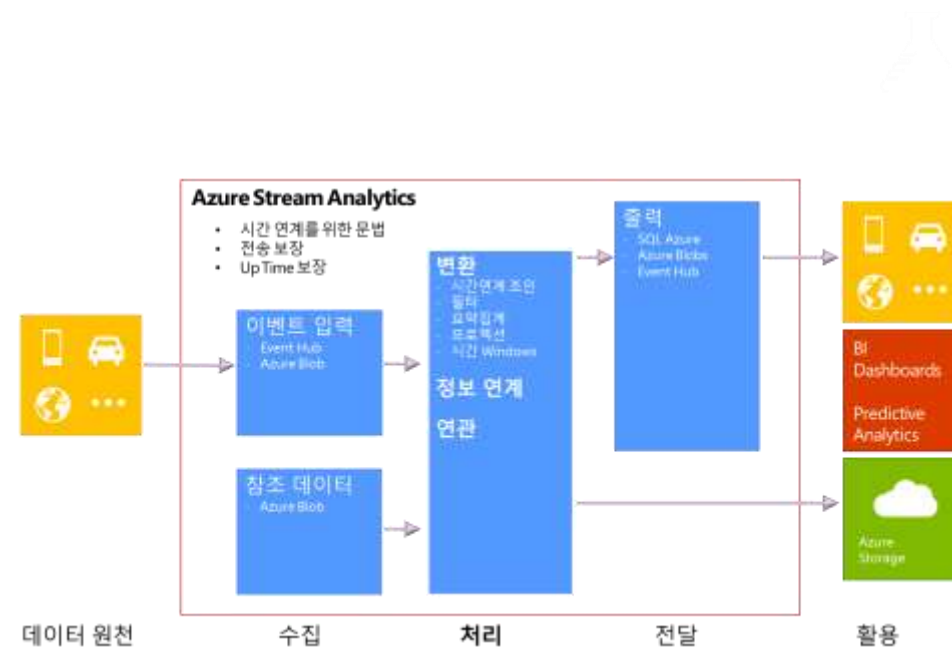 Azure Stream Analytics
• 시간 연계를 위한 문법
• 전송 보장
• Up Time 보장
이벤트 입력
- Event Hub
- Azure Blob
참조 데이터
- Azure Blob
변환
- 시간연계 조인
- 필터
- 요약집계
- 프로젝션
- 시간 Windows
정보 연계
연관
출력
- SQL Azure
- Azure Blobs
- Event Hub
BI
Dashboards
Predictive
Analytics
Azure
Storage
데이터 원천
수집
처리
전달
활용